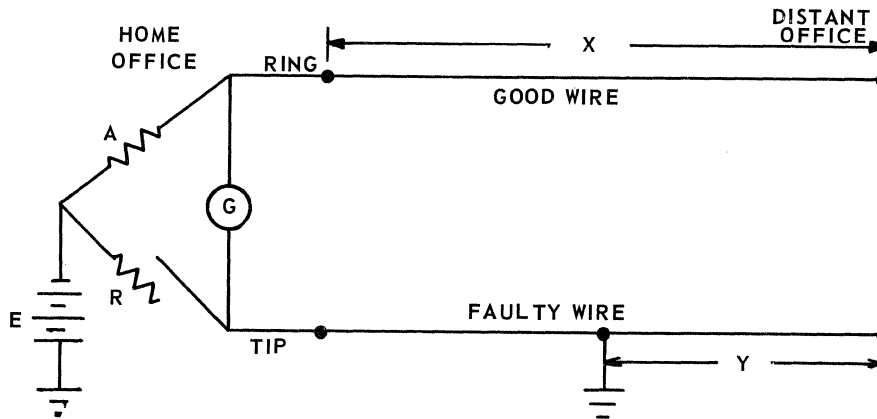 HOME
OFFICE
DISTANT
OFFICE
X
RING
GOOD WIRE
A
G
R
E
FAULTY WIRE
TIP
Y